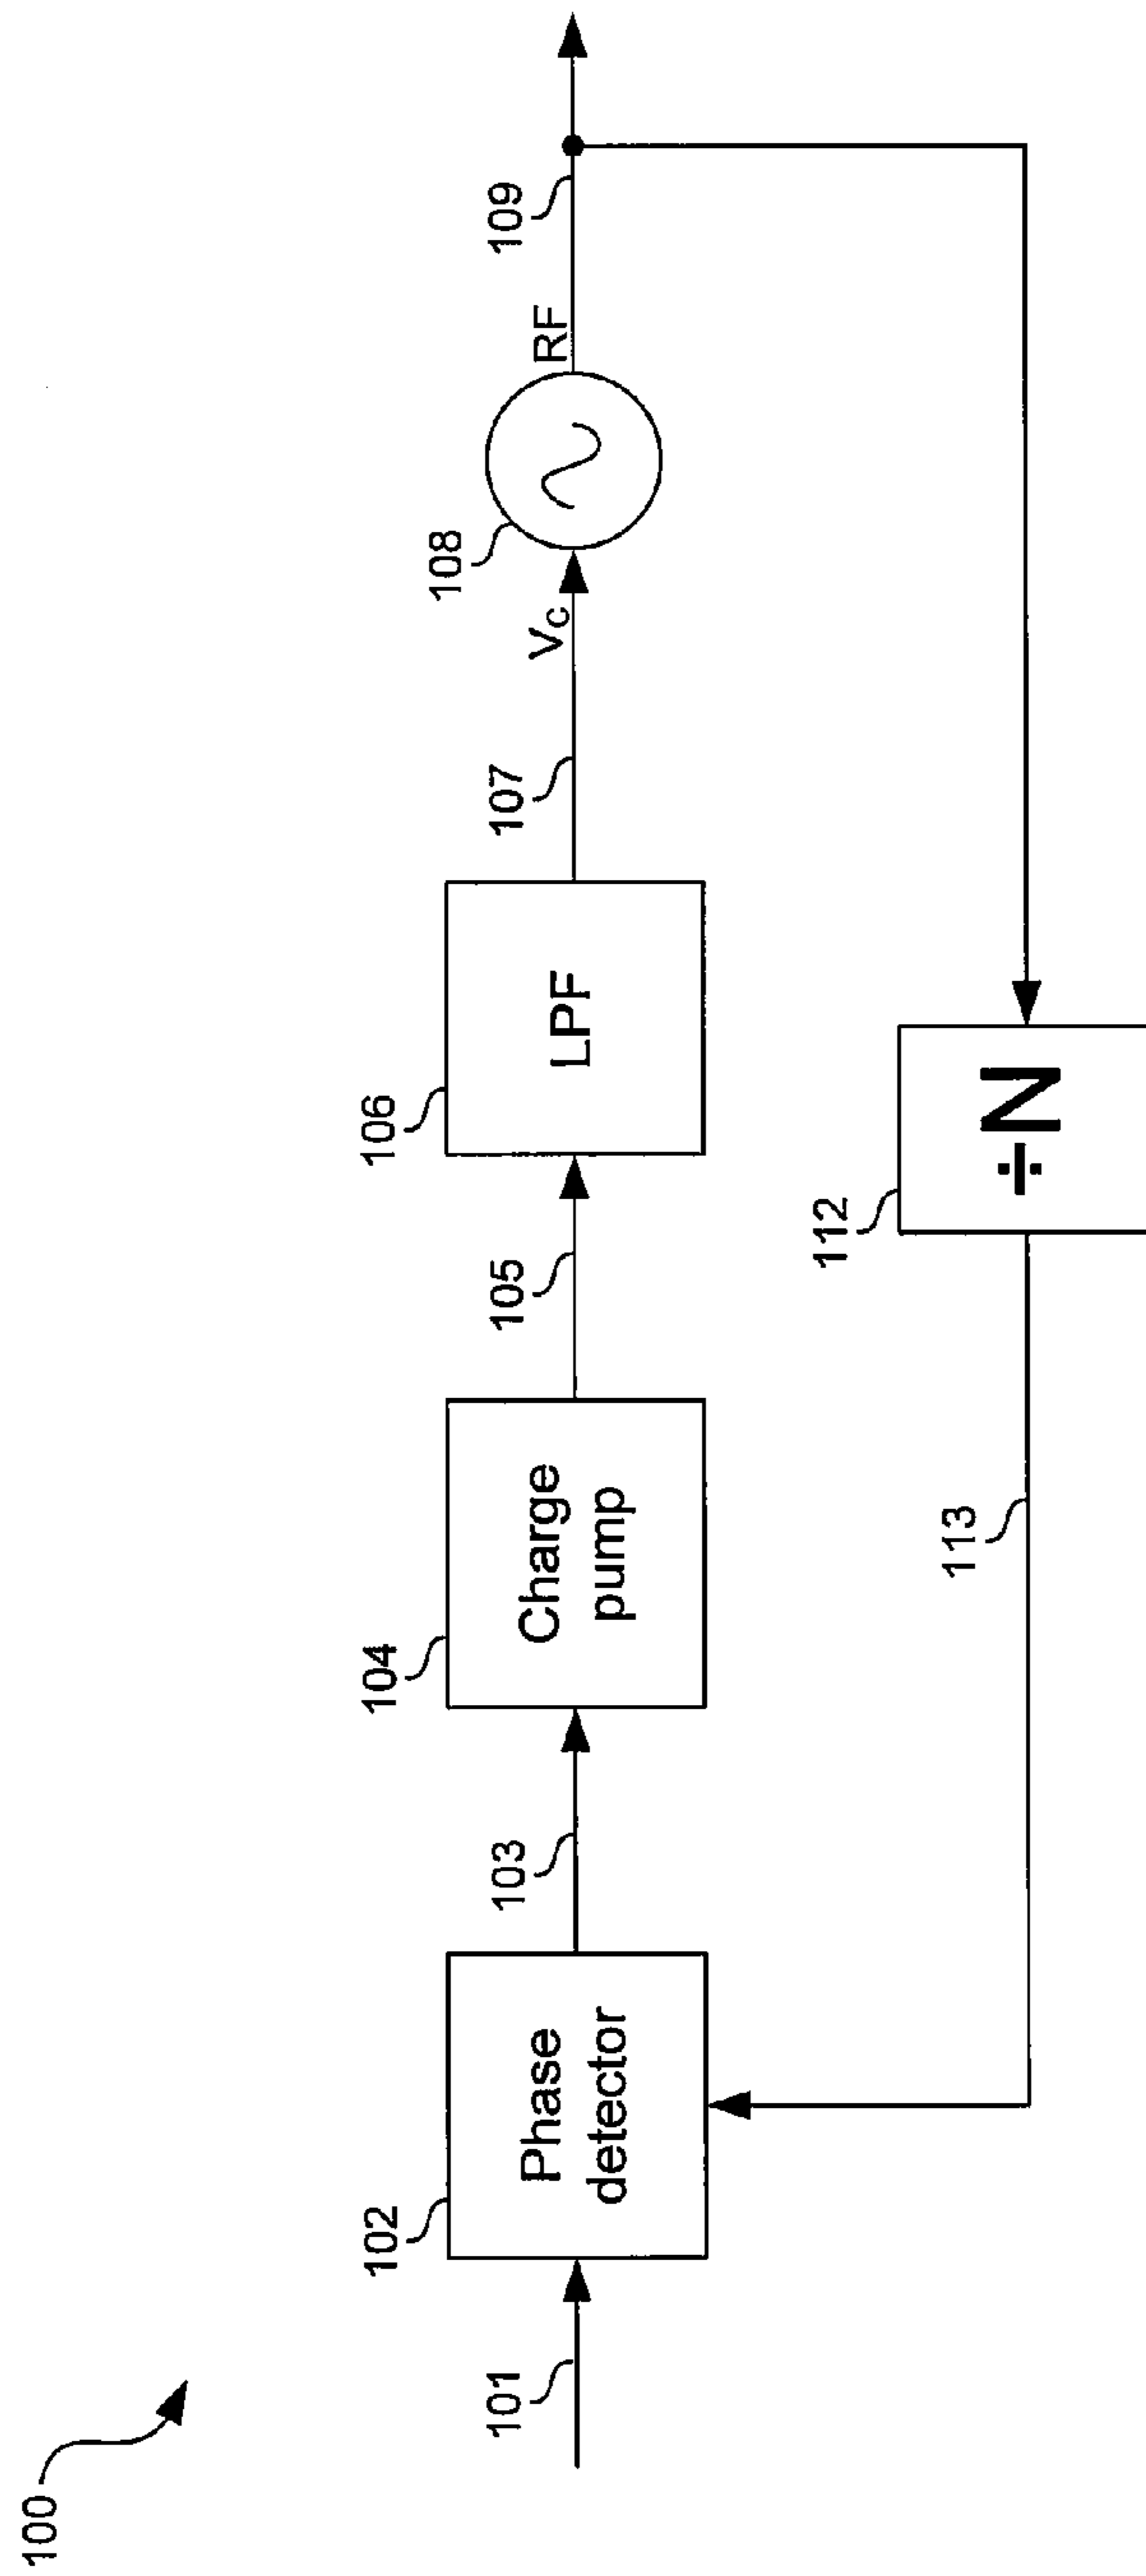 100
101
102
Phase
detector
103
104
Charge
pump
105
106
LPF
107
Vc
108
RF
109
112
÷N
113